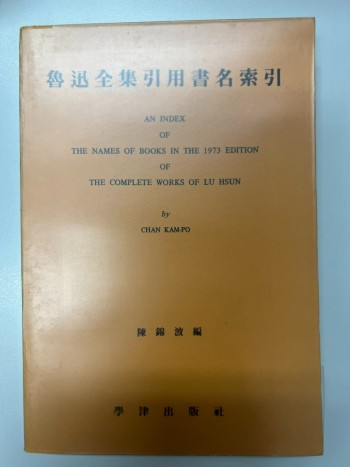 魯迅全集引用書名索引
AN INDEX
OF
THE NAMES OF BOOKS IN THE 1973 EDITION
OF
THE COMPLETE WORKS OF LU HSUN
by
CHAN KAM-PO
陳錦波編
學津出版社